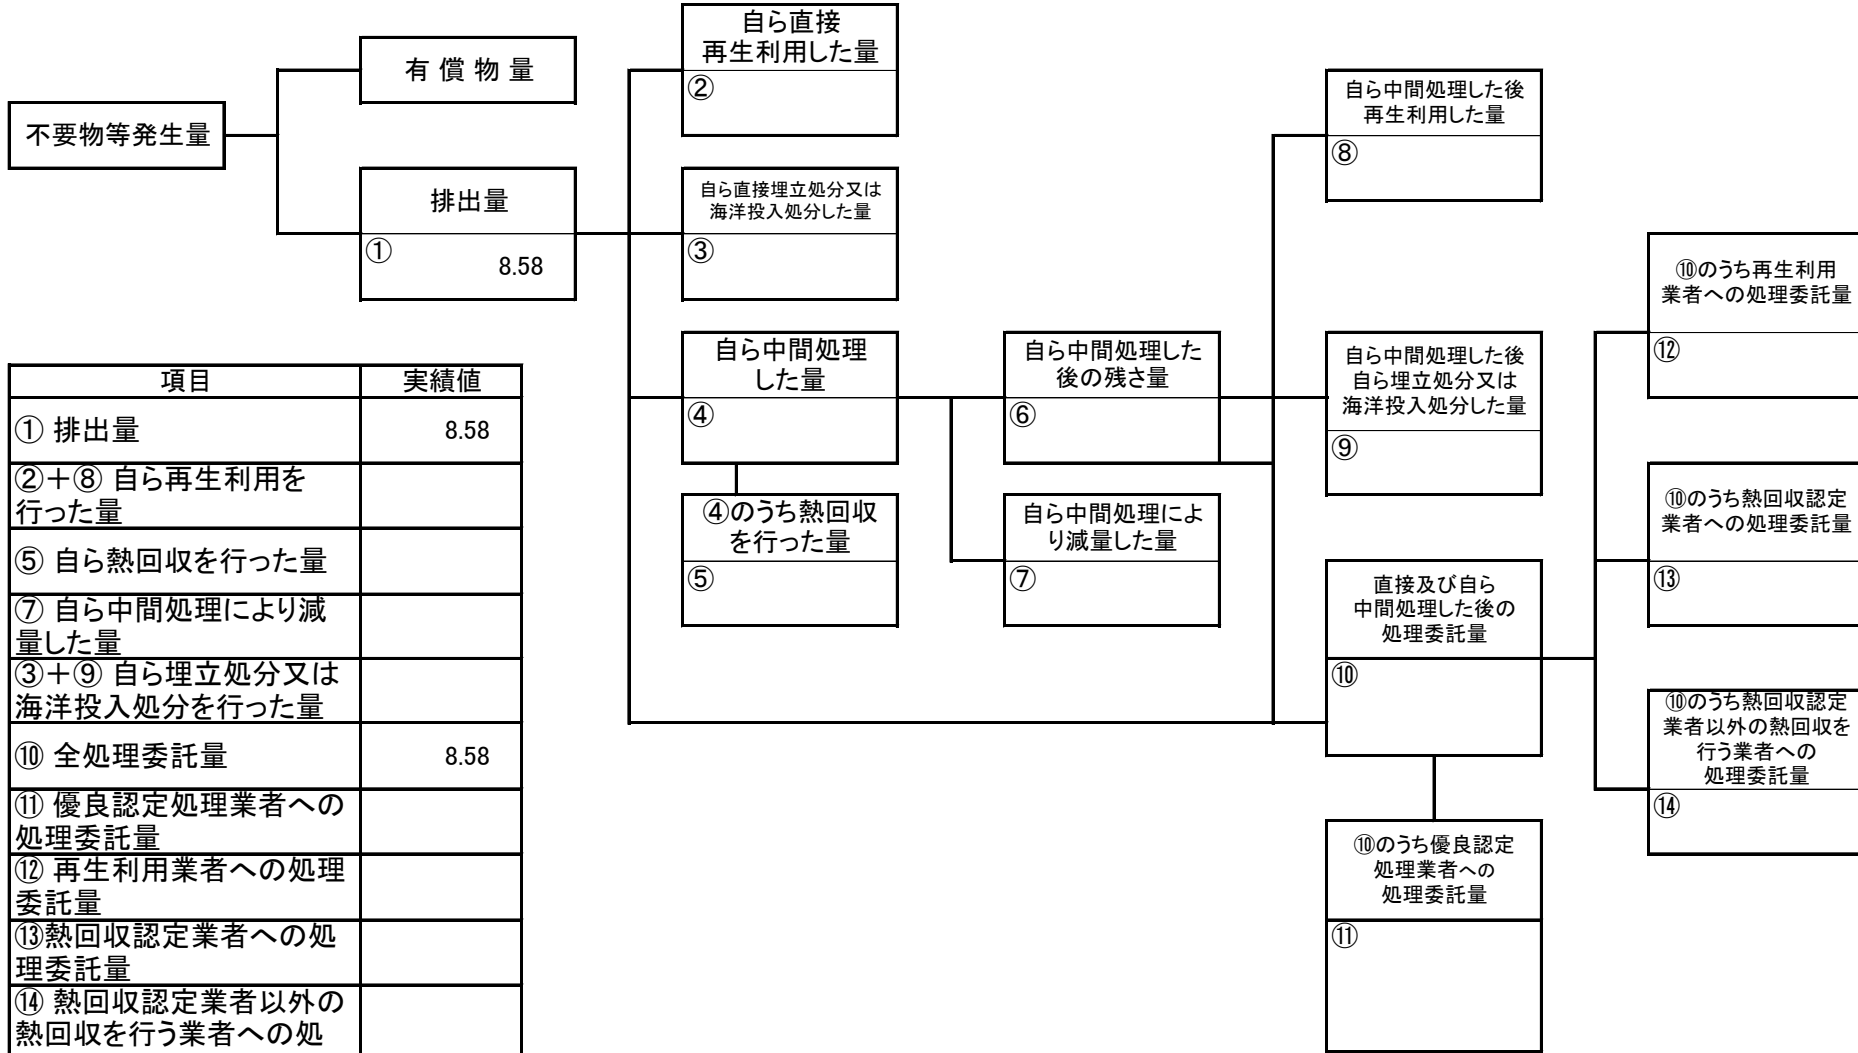 不要物等発生量
有 償 物 量
排出量
①
8.58
自ら直接
再生利用した量
②
自ら直接埋立処分又は
海洋投入処分した量
③
自ら中間処理
した量
④
④のうち熱回収
を行った量
⑤
自ら中間処理した
後の残さ量
⑥
自ら中間処理によ
り減量した量
⑦
自ら中間処理した後
再生利用した量
⑧
自ら中間処理した後
自ら埋立処分又は
海洋投入処分した量
⑨
直接及び自ら
中間処理した後の
処理委託量
⑩
⑩のうち優良認定
処理業者への
処理委託量
⑪
⑩のうち再生利用
業者への処理委託量
⑫
⑩のうち熱回収認定
業者への処理委託量
⑬
⑩のうち熱回収認定
業者以外の熱回収を
行う業者への
処理委託量
⑭
項目 実績値
① 排出量 8.58
②＋⑧ 自ら再生利用を
行った量
⑤ 自ら熱回収を行った量
⑦ 自ら中間処理により減
量した量
③＋⑨ 自ら埋立処分又は
海洋投入処分を行った量
⑩ 全処理委託量 8.58
⑪ 優良認定処理業者への
処理委託量
⑫ 再生利用業者への処理
委託量
⑬熱回収認定業者への処
理委託量
⑭ 熱回収認定業者以外の
熱回収を行う業者への処